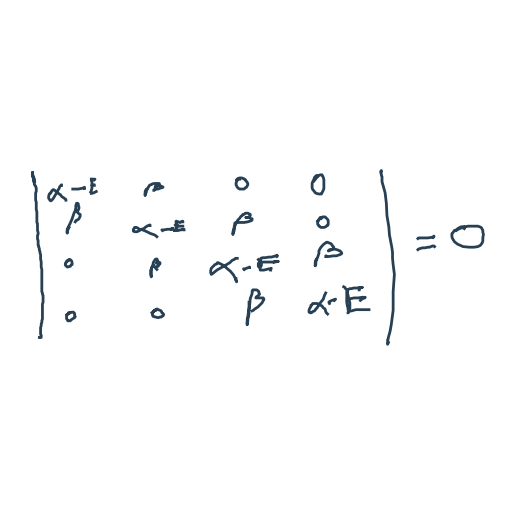 | α-E β 0 0 |
| β α-E β 0 | = 0
| 0 β α-E β |
| 0 0 β α-E |